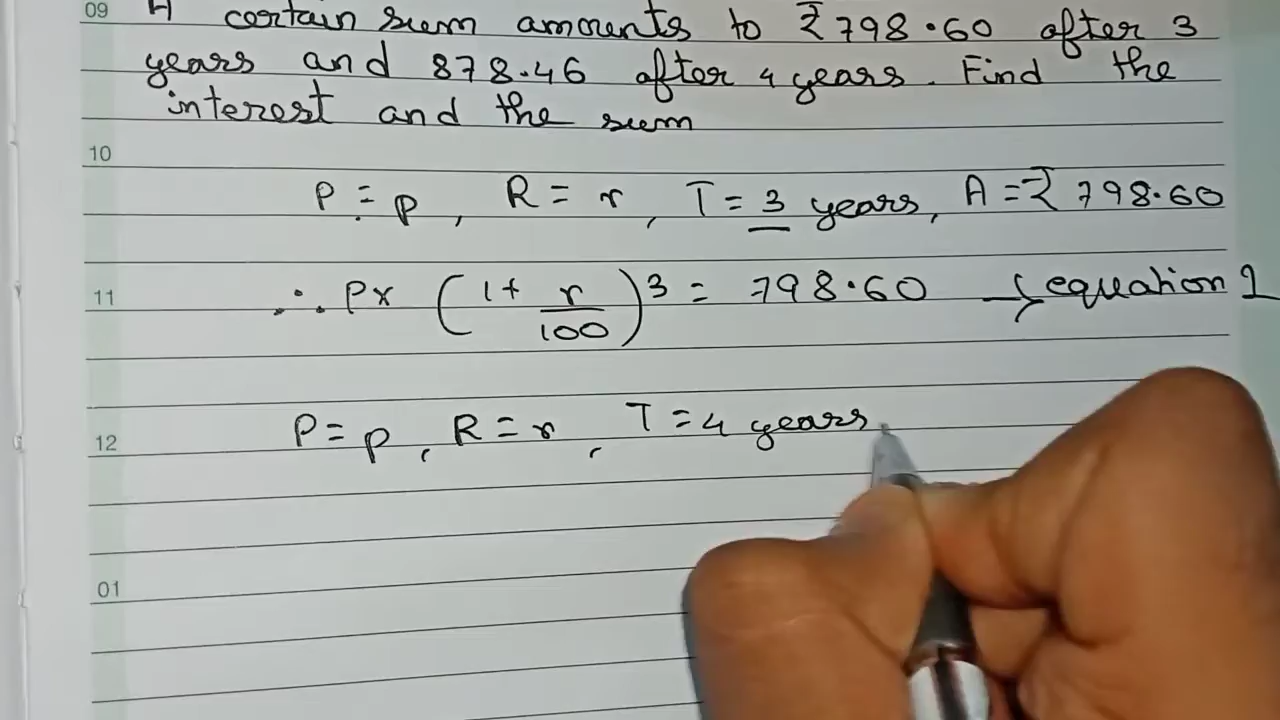 09 A certain sum amounts to ₹798.60 after 3
years and 878.46 after 4 years. Find the
interest and the sum
10
P = p, R = r, T = 3 years, A = ₹798.60
11 ∴ P x (1 + r/100)^3 = 798.60 → equation 1
12 P = p, R = r, T = 4 years,
01